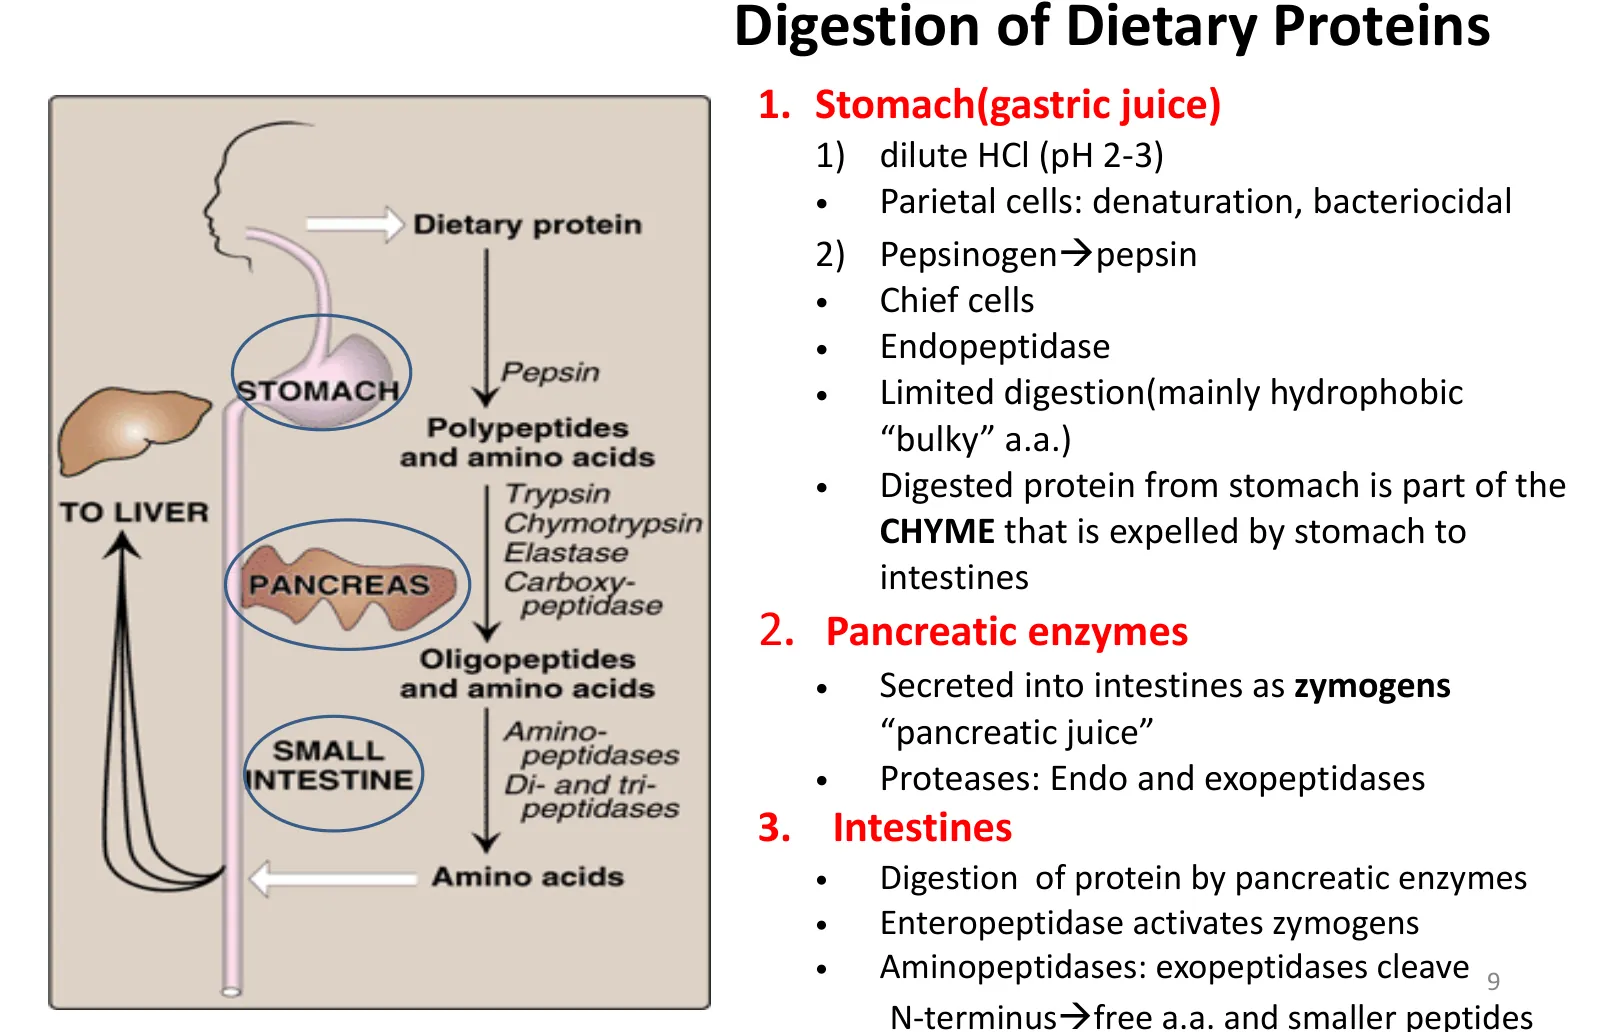 Digestion of Dietary Proteins
Dietary protein
Pepsin
STOMACH
Polypeptides
and amino acids
TO LIVER
Trypsin
Chymotrypsin
Elastase
Carboxy-
peptidase
PANCREAS
Oligopeptides
and amino acids
SMALL
INTESTINE
Amino-
peptidases
Di- and tri-
peptidases
Amino acids
1. Stomach(gastric juice)
1) dilute HCl (pH 2-3)
• Parietal cells: denaturation, bacteriocidal
2) Pepsinogen→pepsin
• Chief cells
• Endopeptidase
• Limited digestion(mainly hydrophobic
“bulky” a.a.)
• Digested protein from stomach is part of the
CHYME that is expelled by stomach to
intestines
2. Pancreatic enzymes
• Secreted into intestines as zymogens
“pancreatic juice”
• Proteases: Endo and exopeptidases
3. Intestines
• Digestion of protein by pancreatic enzymes
• Enteropeptidase activates zymogens
• Aminopeptidases: exopeptidases cleave
N-terminus→free a.a. and smaller peptides
9